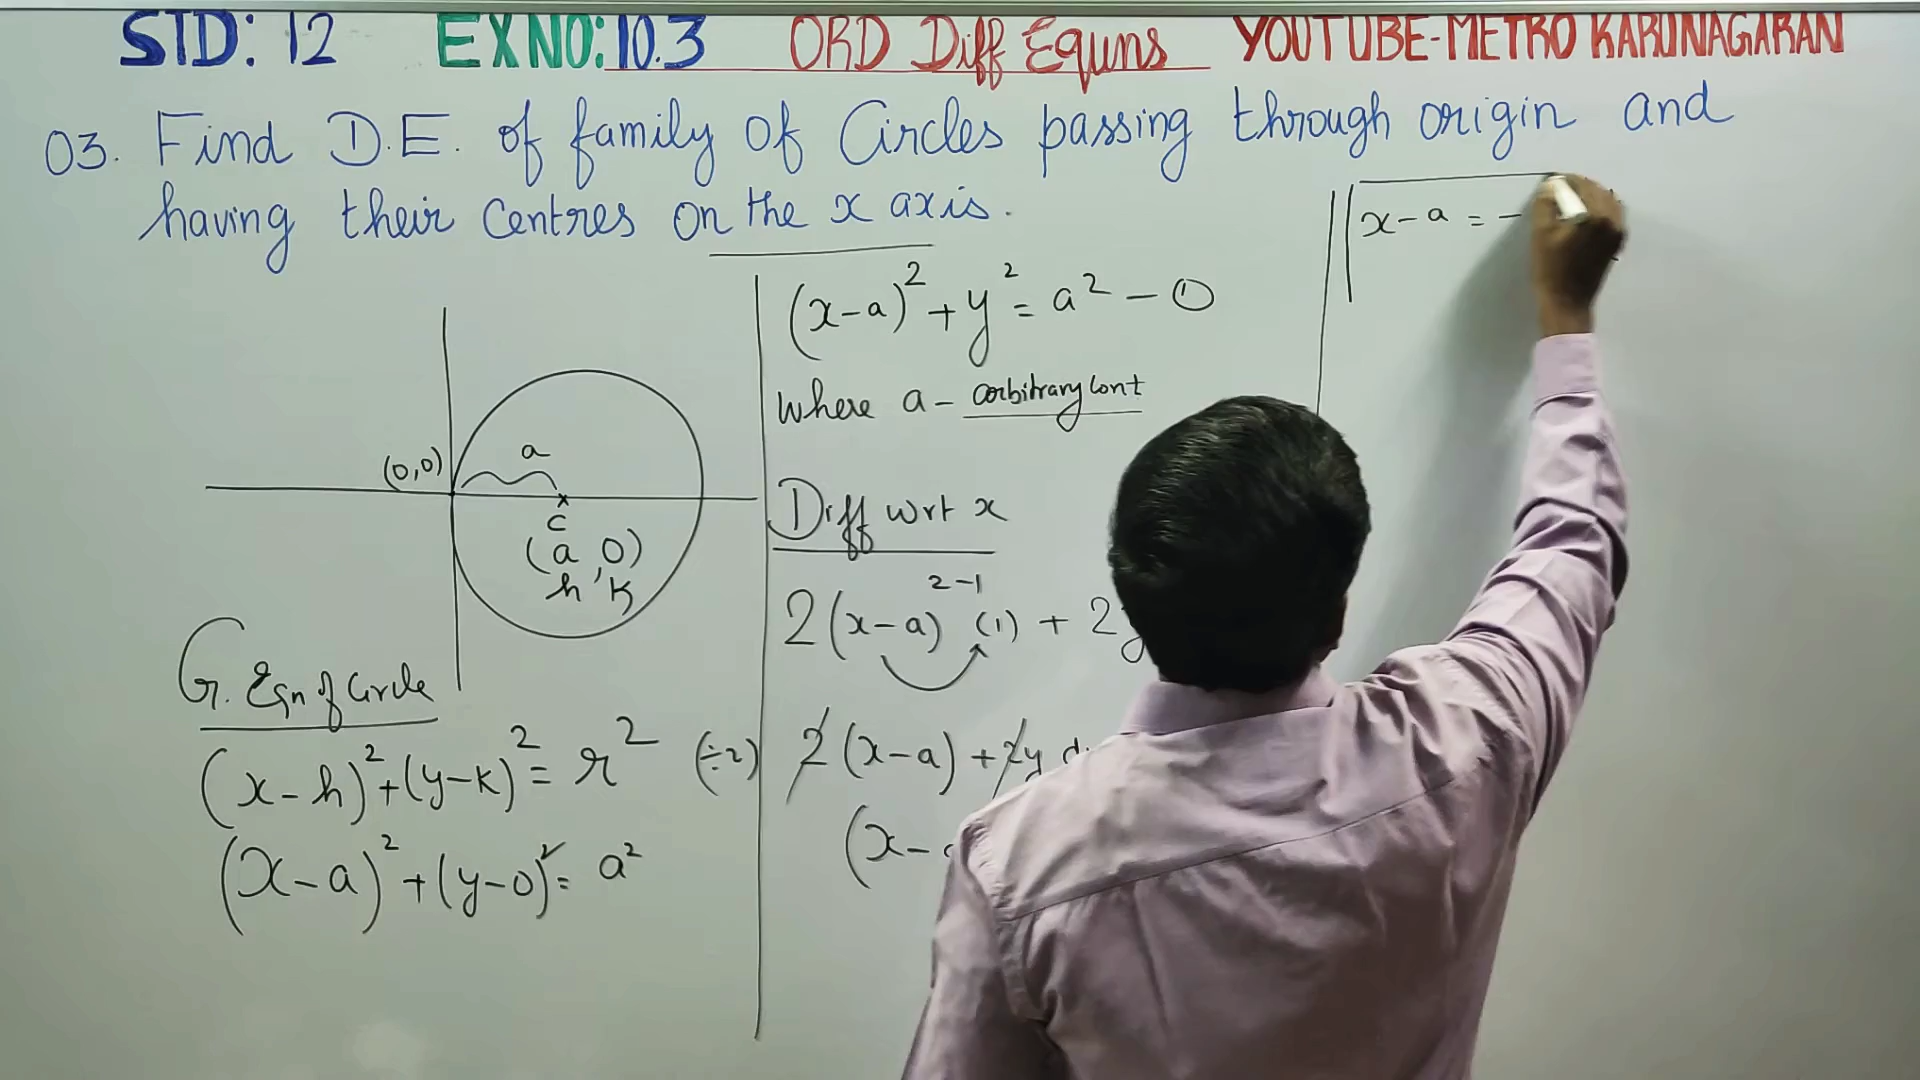 STD: 12 EX NO: 10.3 ORD Diff Equns YOUTUBE-METRO KARUNAGARAN
03. Find D.E. of family of Circles passing through origin and
having their Centres on the x axis.
(0,0)
a
c
(a, 0)
h, k
G. Eqn of Circle
(x-h)² + (y-k)² = r²
(x-a)² + (y-0)² = a²
(x-a)² + y² = a² - ①
Where a - arbitrary Cont
Diff wrt x
2(x-a)²⁻¹ (1) + 2y
(÷2) 2(x-a) + 2y d
(x-
x-a = -